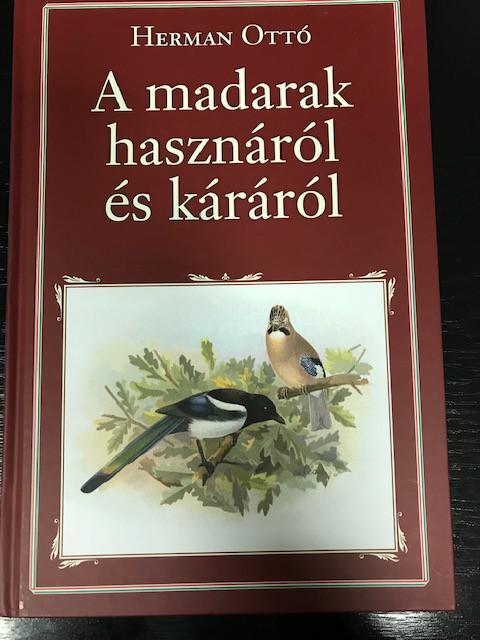 HERMAN OTTÓ
A madarak
hasznáról
és káráról